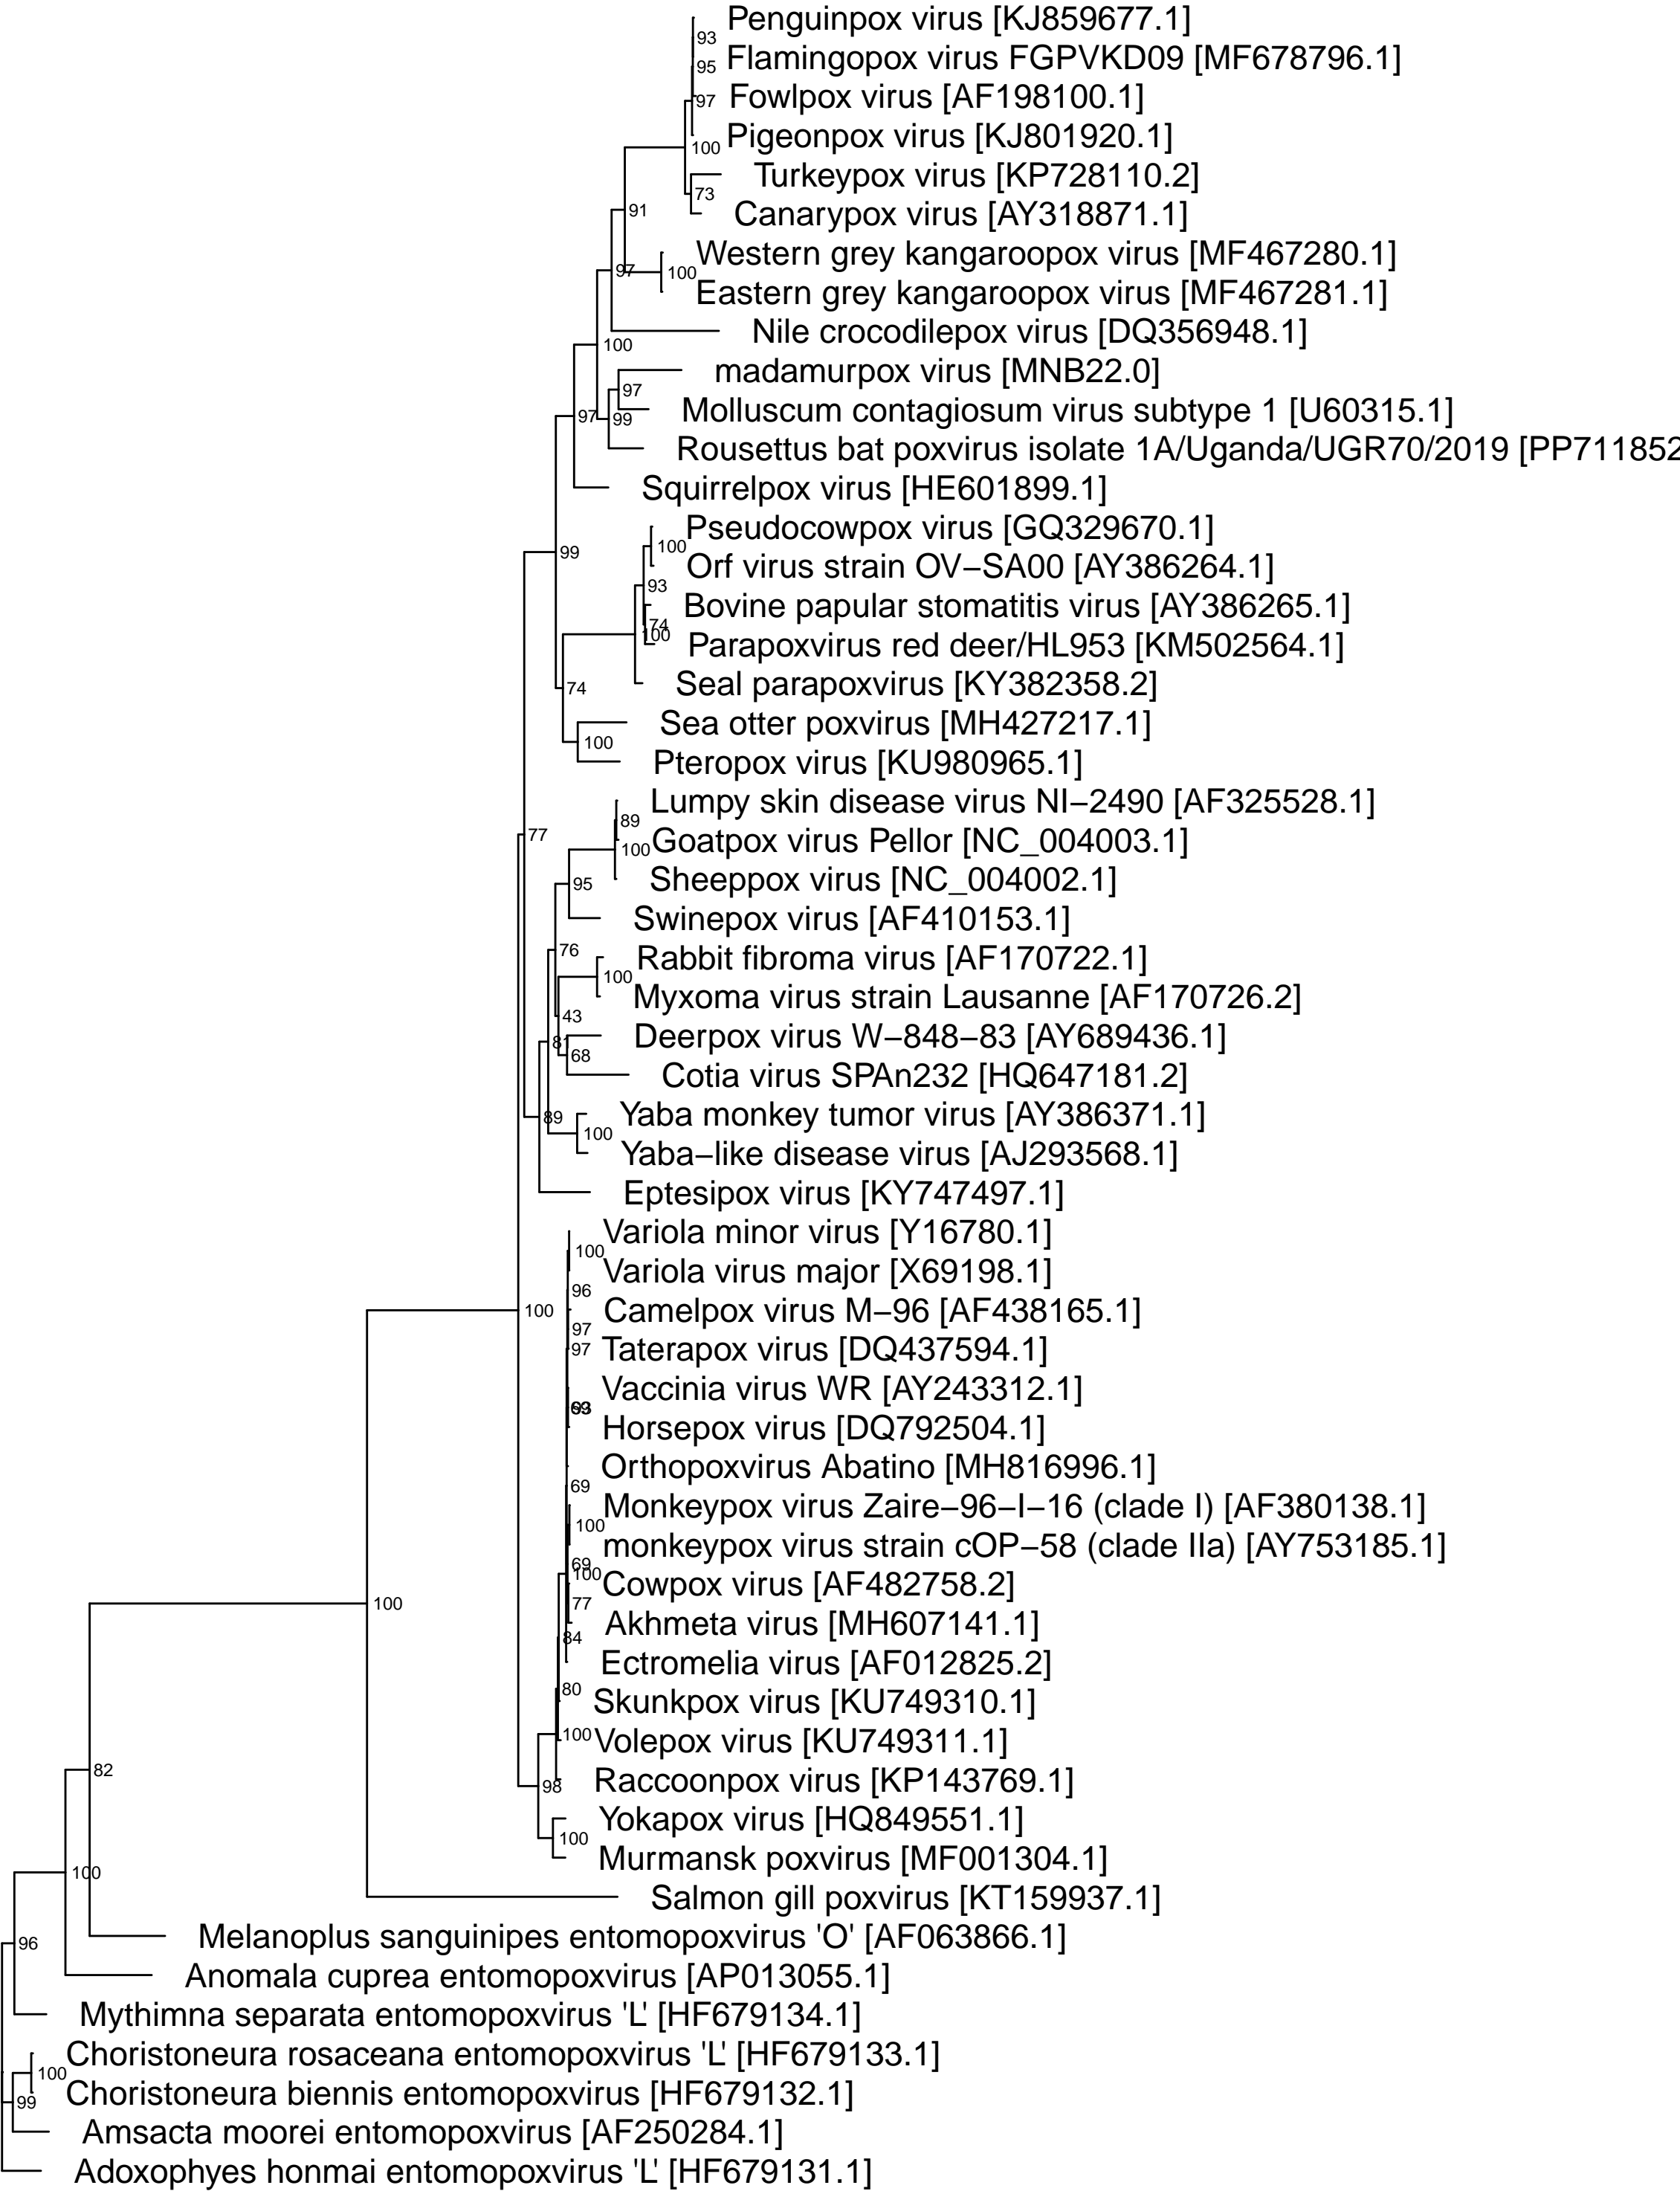 Penguinpox virus [KJ859677.1]
93
Flamingopox virus FGPVKD09 [MF678796.1]
95
Fowlpox virus [AF198100.1]
97
Pigeonpox virus [KJ801920.1]
100
Turkeypox virus [KP728110.2]
73
Canarypox virus [AY318871.1]
91
Western grey kangaroopox virus [MF467280.1]
97
100
Eastern grey kangaroopox virus [MF467281.1]
Nile crocodilepox virus [DQ356948.1]
100
madamurpox virus [MNB22.0]
97
Molluscum contagiosum virus subtype 1 [U60315.1]
97
99
Rousettus bat poxvirus isolate 1A/Uganda/UGR70/2019 [PP711852
Squirrelpox virus [HE601899.1]
Pseudocowpox virus [GQ329670.1]
100
99
Orf virus strain OV−SA00 [AY386264.1]
93
Bovine papular stomatitis virus [AY386265.1]
74
100
Parapoxvirus red deer/HL953 [KM502564.1]
Seal parapoxvirus [KY382358.2]
74
Sea otter poxvirus [MH427217.1]
100
Pteropox virus [KU980965.1]
Lumpy skin disease virus NI−2490 [AF325528.1]
89
77
Goatpox virus Pellor [NC_004003.1]
100
Sheeppox virus [NC_004002.1]
95
Swinepox virus [AF410153.1]
76
Rabbit fibroma virus [AF170722.1]
100
Myxoma virus strain Lausanne [AF170726.2]
43
Deerpox virus W−848−83 [AY689436.1]
81
68
Cotia virus SPAn232 [HQ647181.2]
Yaba monkey tumor virus [AY386371.1]
89
100
Yaba−like disease virus [AJ293568.1]
Eptesipox virus [KY747497.1]
Variola minor virus [Y16780.1]
100
Variola virus major [X69198.1]
96
Camelpox virus M−96 [AF438165.1]
100
97
Taterapox virus [DQ437594.1]
97
Vaccinia virus WR [AY243312.1]
Horsepox virus [DQ792504.1]
Orthopoxvirus Abatino [MH816996.1]
69
Monkeypox virus Zaire−96−I−16 (clade I) [AF380138.1]
100
monkeypox virus strain cOP−58 (clade IIa) [AY753185.1]
69
100
Cowpox virus [AF482758.2]
77
100
Akhmeta virus [MH607141.1]
84
Ectromelia virus [AF012825.2]
80
Skunkpox virus [KU749310.1]
100
Volepox virus [KU749311.1]
82
Raccoonpox virus [KP143769.1]
98
Yokapox virus [HQ849551.1]
100
Murmansk poxvirus [MF001304.1]
100
Salmon gill poxvirus [KT159937.1]
Melanoplus sanguinipes entomopoxvirus 'O' [AF063866.1]
96
Anomala cuprea entomopoxvirus [AP013055.1]
Mythimna separata entomopoxvirus 'L' [HF679134.1]
Choristoneura rosaceana entomopoxvirus 'L' [HF679133.1]
100
Choristoneura biennis entomopoxvirus [HF679132.1]
99
Amsacta moorei entomopoxvirus [AF250284.1]
Adoxophyes honmai entomopoxvirus 'L' [HF679131.1]